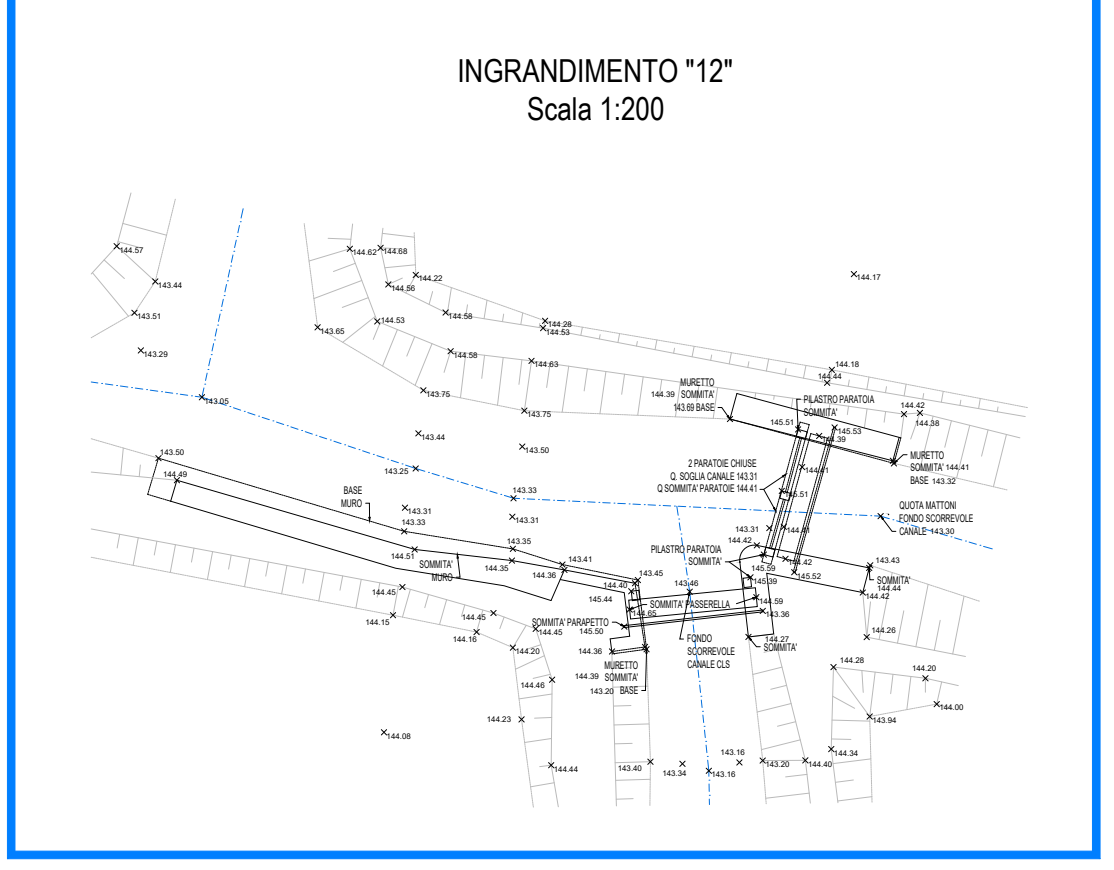 INGRANDIMENTO "12"
Scala 1:200
144.57
143.44
143.51
143.29
143.05
144.62
144.68
144.22
144.56
144.58
144.53
143.65
144.28
144.53
144.58
144.63
143.75
143.75
143.44
143.50
143.25
143.33
143.31
143.31
144.17
144.18
144.44
MURETTO
SOMMITA'
144.39
143.69 BASE
PILASTRO PARATOIA
SOMMITA'
145.51
145.53
144.39
144.42
144.38
MURETTO
SOMMITA' 144.41
BASE 143.32
2 PARATOIE CHIUSE
Q. SOGLIA CANALE 143.31
Q SOMMITA' PARATOIE 144.41
144.41
145.51
QUOTA MATTONI
FONDO SCORREVOLE
CANALE 143.30
143.31
144.41
144.42
PILASTRO PARATOIA
SOMMITA'
145.59
144.42
145.52
145.39
143.43
SOMMITA'
144.44
144.42
143.50
144.49
BASE
MURO
143.33
143.35
144.51
144.35
SOMMITA'
MURO
143.41
144.36
143.45
144.40
143.46
145.44
SOMMITA' PASSERELLA
144.65
144.59
143.36
SOMMITA' PARAPETTO
145.50
144.36
MURETTO
SOMMITA'
144.39
143.20 BASE
FONDO
SCORREVOLE
CANALE CLS
144.27
SOMMITA'
144.26
144.45
144.15
144.45
144.16
144.45
144.20
144.46
144.23
144.08
144.44
143.40
143.34
143.16
143.16
143.20
144.40
144.28
144.20
144.00
143.94
144.34